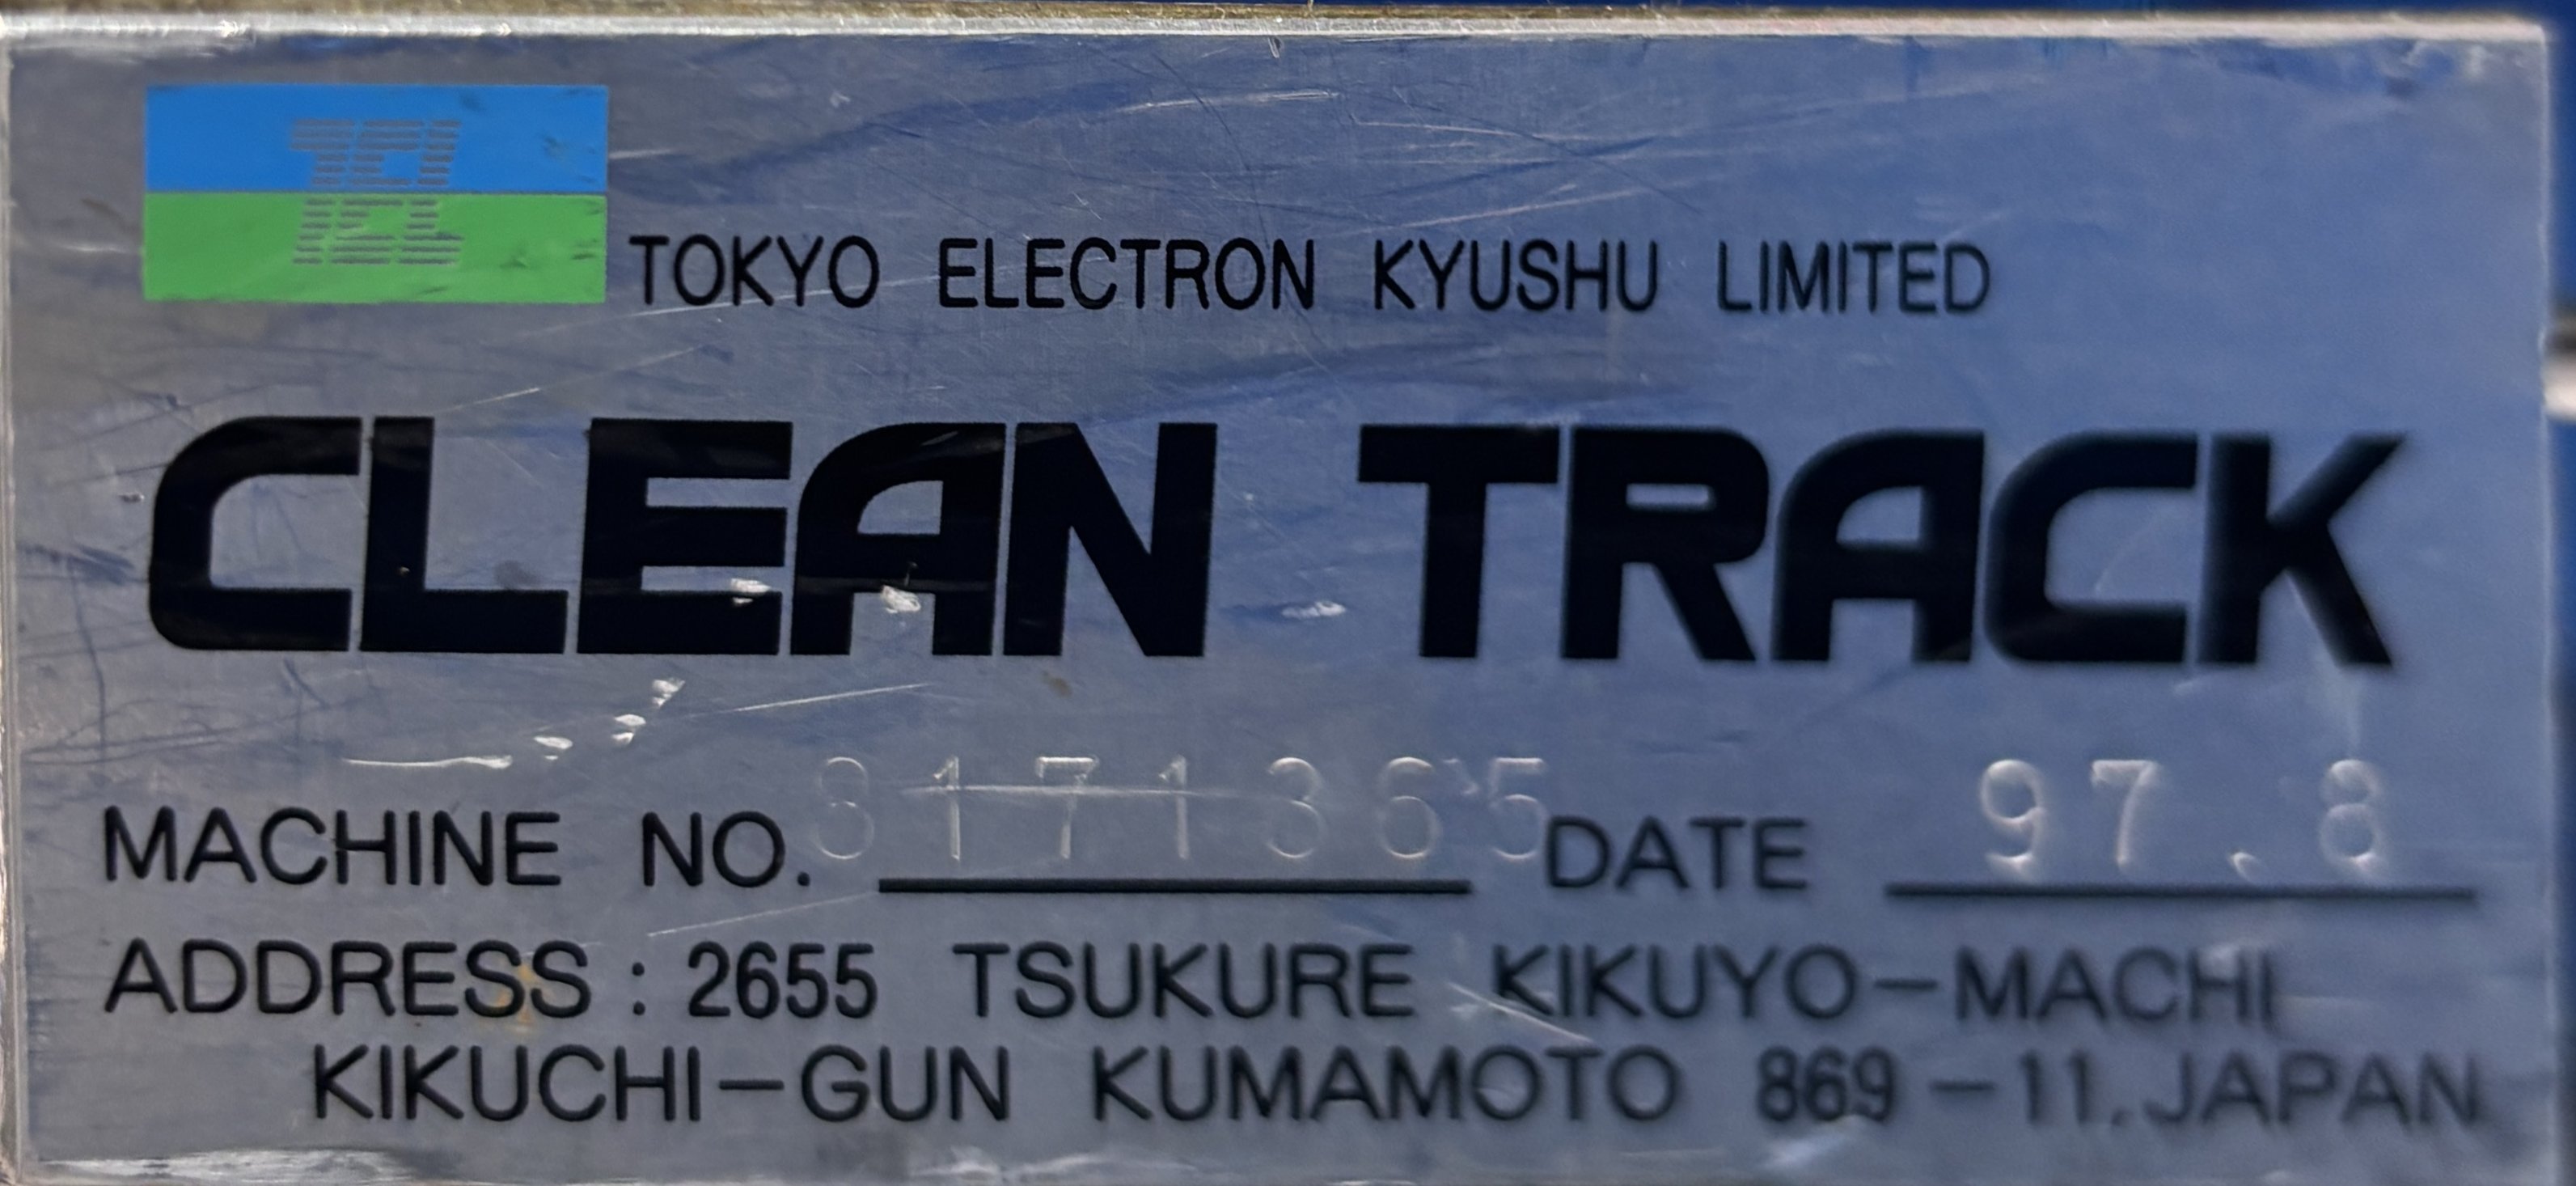 TEL
TOKYO ELECTRON KYUSHU LIMITED
CLEAN TRACK
MACHINE NO. 8171365 DATE 97.8
ADDRESS : 2655 TSUKURE KIKUYO-MACHI
KIKUCHI-GUN KUMAMOTO 869-11.JAPAN